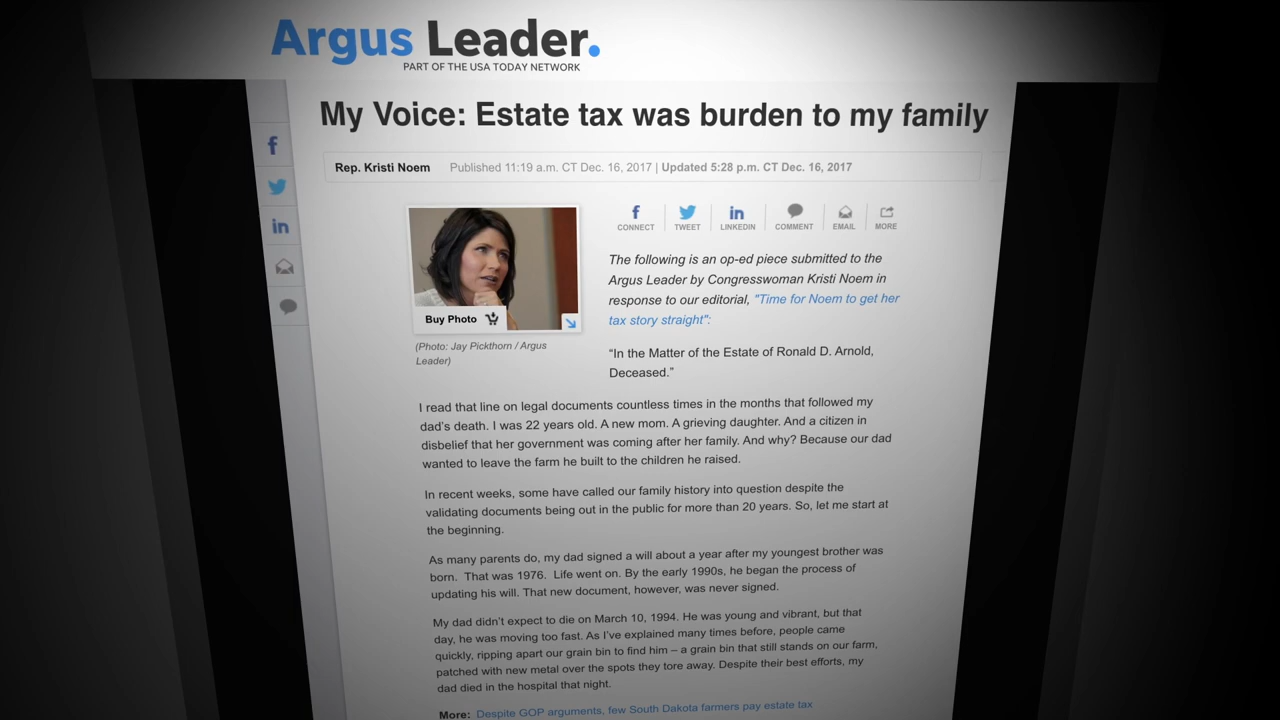 Argus Leader.
PART OF THE USA TODAY NETWORK
My Voice: Estate tax was burden to my family
Rep. Kristi Noem Published 11:19 a.m. CT Dec. 16, 2017 | Updated 5:28 p.m. CT Dec. 16, 2017
f
in
Buy Photo
(Photo: Jay Pickthorn / Argus
Leader)
f
in
CONNECT TWEET LINKEDIN COMMENT EMAIL MORE
The following is an op-ed piece submitted to the
Argus Leader by Congresswoman Kristi Noem in
response to our editorial, "Time for Noem to get her
tax story straight":
“In the Matter of the Estate of Ronald D. Arnold,
Deceased.”
I read that line on legal documents countless times in the months that followed my
dad’s death. I was 22 years old. A new mom. A grieving daughter. And a citizen in
disbelief that her government was coming after her family. And why? Because our dad
wanted to leave the farm he built to the children he raised.
In recent weeks, some have called our family history into question despite the
validating documents being out in the public for more than 20 years. So, let me start at
the beginning.
As many parents do, my dad signed a will about a year after my youngest brother was
born. That was 1976. Life went on. By the early 1990s, he began the process of
updating his will. That new document, however, was never signed.
My dad didn’t expect to die on March 10, 1994. He was young and vibrant, but that
day, he was moving too fast. As I’ve explained many times before, people came
quickly, ripping apart our grain bin to find him – a grain bin that still stands on our farm,
patched with new metal over the spots they tore away. Despite their best efforts, my
dad died in the hospital that night.
More: Despite GOP arguments, few South Dakota farmers pay estate tax